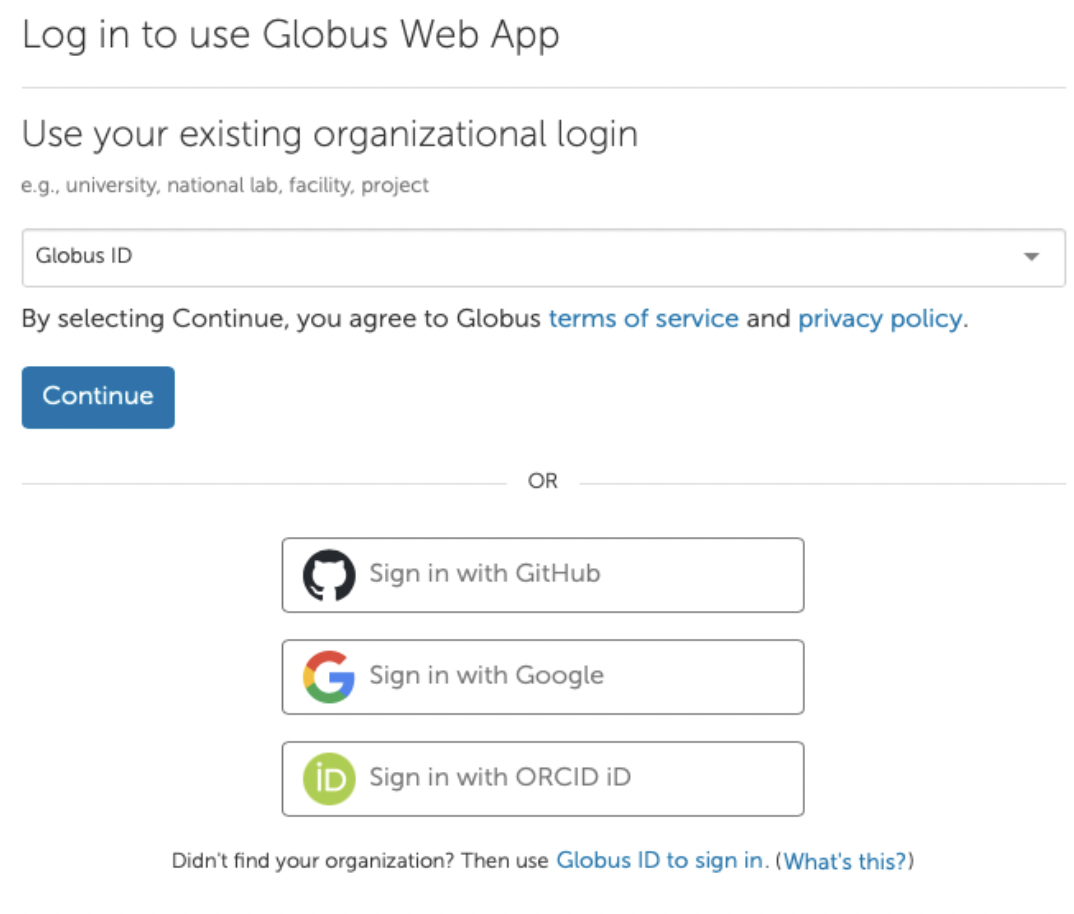 Log in to use Globus Web App
Use your existing organizational login
e.g., university, national lab, facility, project
Globus ID
By selecting Continue, you agree to Globus terms of service and privacy policy.
Continue
OR
Sign in with GitHub
Sign in with Google
iD Sign in with ORCID iD
Didn't find your organization? Then use Globus ID to sign in. (What's this?)